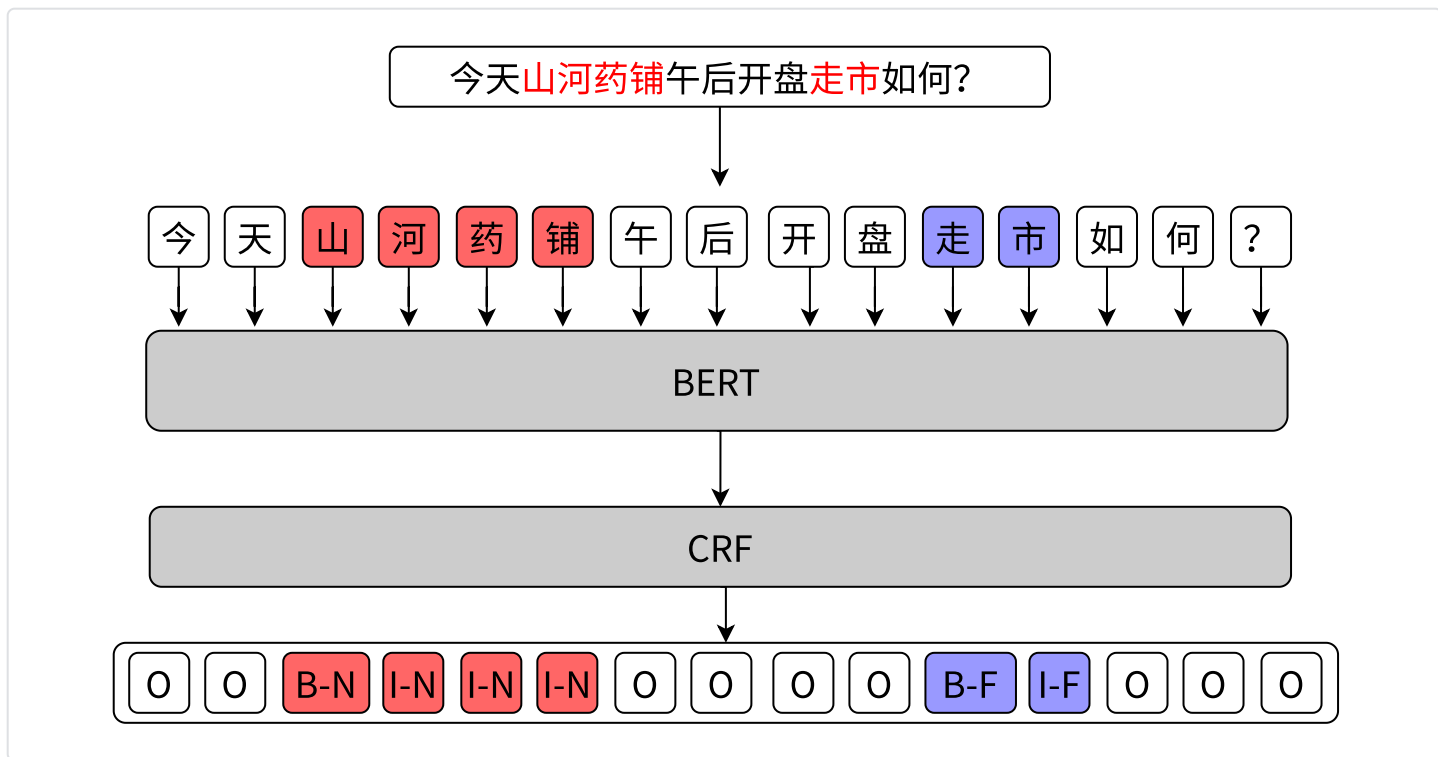 今天山河药铺午后开盘走市如何？
今 天 山 河 药 铺 午 后 开 盘 走 市 如 何 ？
BERT
CRF
O O B-N I-N I-N I-N O O O O B-F I-F O O O